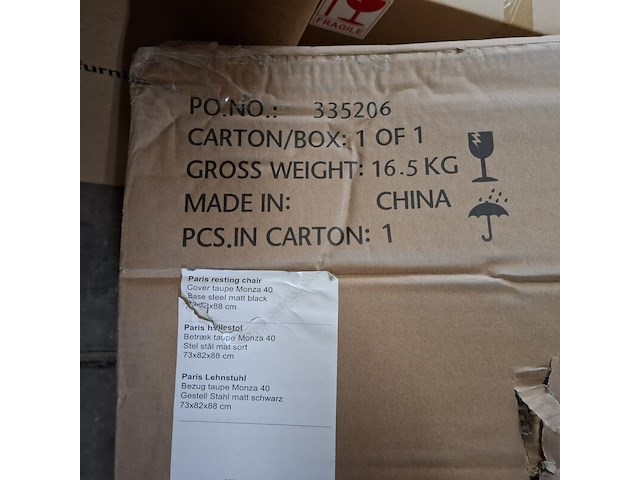 FRAGILE
PO.NO.: 335206
CARTON/BOX: 1 OF 1
GROSS WEIGHT: 16.5 KG
MADE IN: CHINA
PCS.IN CARTON: 1
Paris resting chair
Cover taupe Monza 40
Base steel matt black
73x82x88 cm
Paris hvilestol
Betræk taupe Monza 40
Stel stål mat sort
73x82x88 cm
Paris Lehnstuhl
Bezug taupe Monza 40
Gestell Stahl matt schwarz
73x82x88 cm